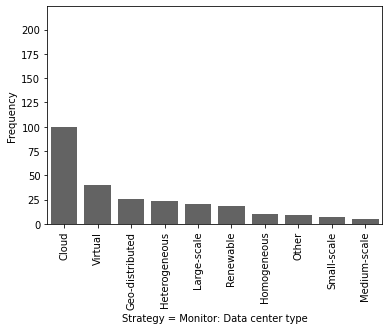 200
175
150
125
100
75
50
25
0
Frequency
Cloud
Virtual
Geo-distributed
Heterogeneous
Large-scale
Renewable
Homogeneous
Other
Small-scale
Medium-scale
Strategy = Monitor: Data center type